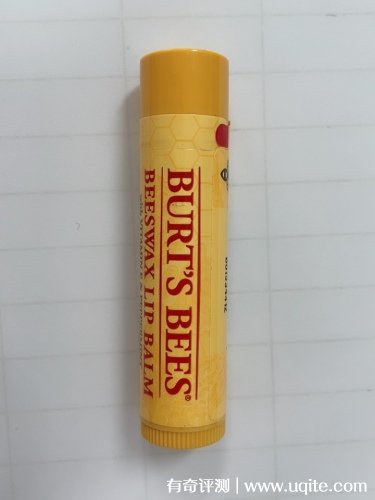 BURT'S BEES®
BEESWAX LIP BALM
有奇评测 | www.uqite.com